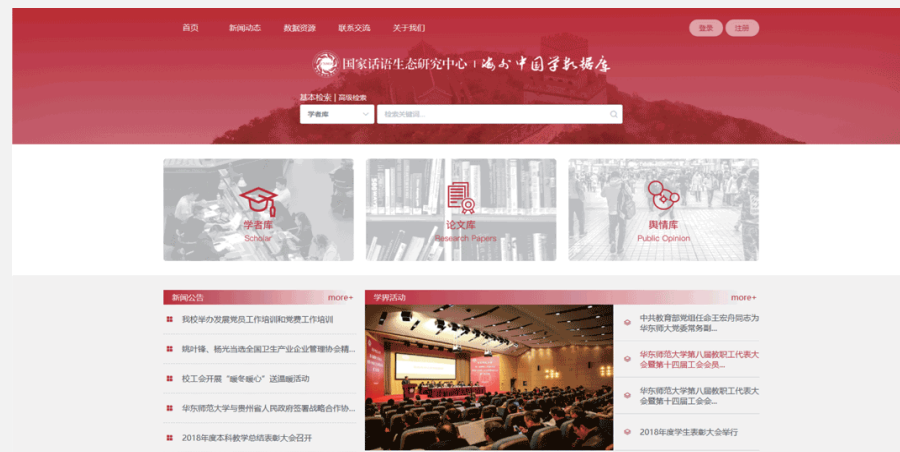 首页 新闻动态 数据资源 联系交流 关于我们 登录 注册
国家话语生态研究中心 | 海外中国学数据库
基本检索 | 高级检索
学者库 检索关键词...
学者库
Scholar
论文库
Research Papers
舆情库
Public Opinion
新闻公告 more+
我校举办发展党员工作培训和党费工作培训
姚叶锋、杨光当选全国卫生产业企业管理协会精...
校工会开展“暖冬暖心”送温暖活动
华东师范大学与贵州省人民政府签署战略合作协...
2018年度本科教学总结表彰大会召开
学界活动 more+
中共教育部党组任命王宏舟同志为
华东师大党委常务副...
华东师范大学第八届教职工代表大
会暨第十四届工会会员...
华东师范大学第八届教职工代表大
会暨第十四届工会会...
2018年度学生表彰大会举行